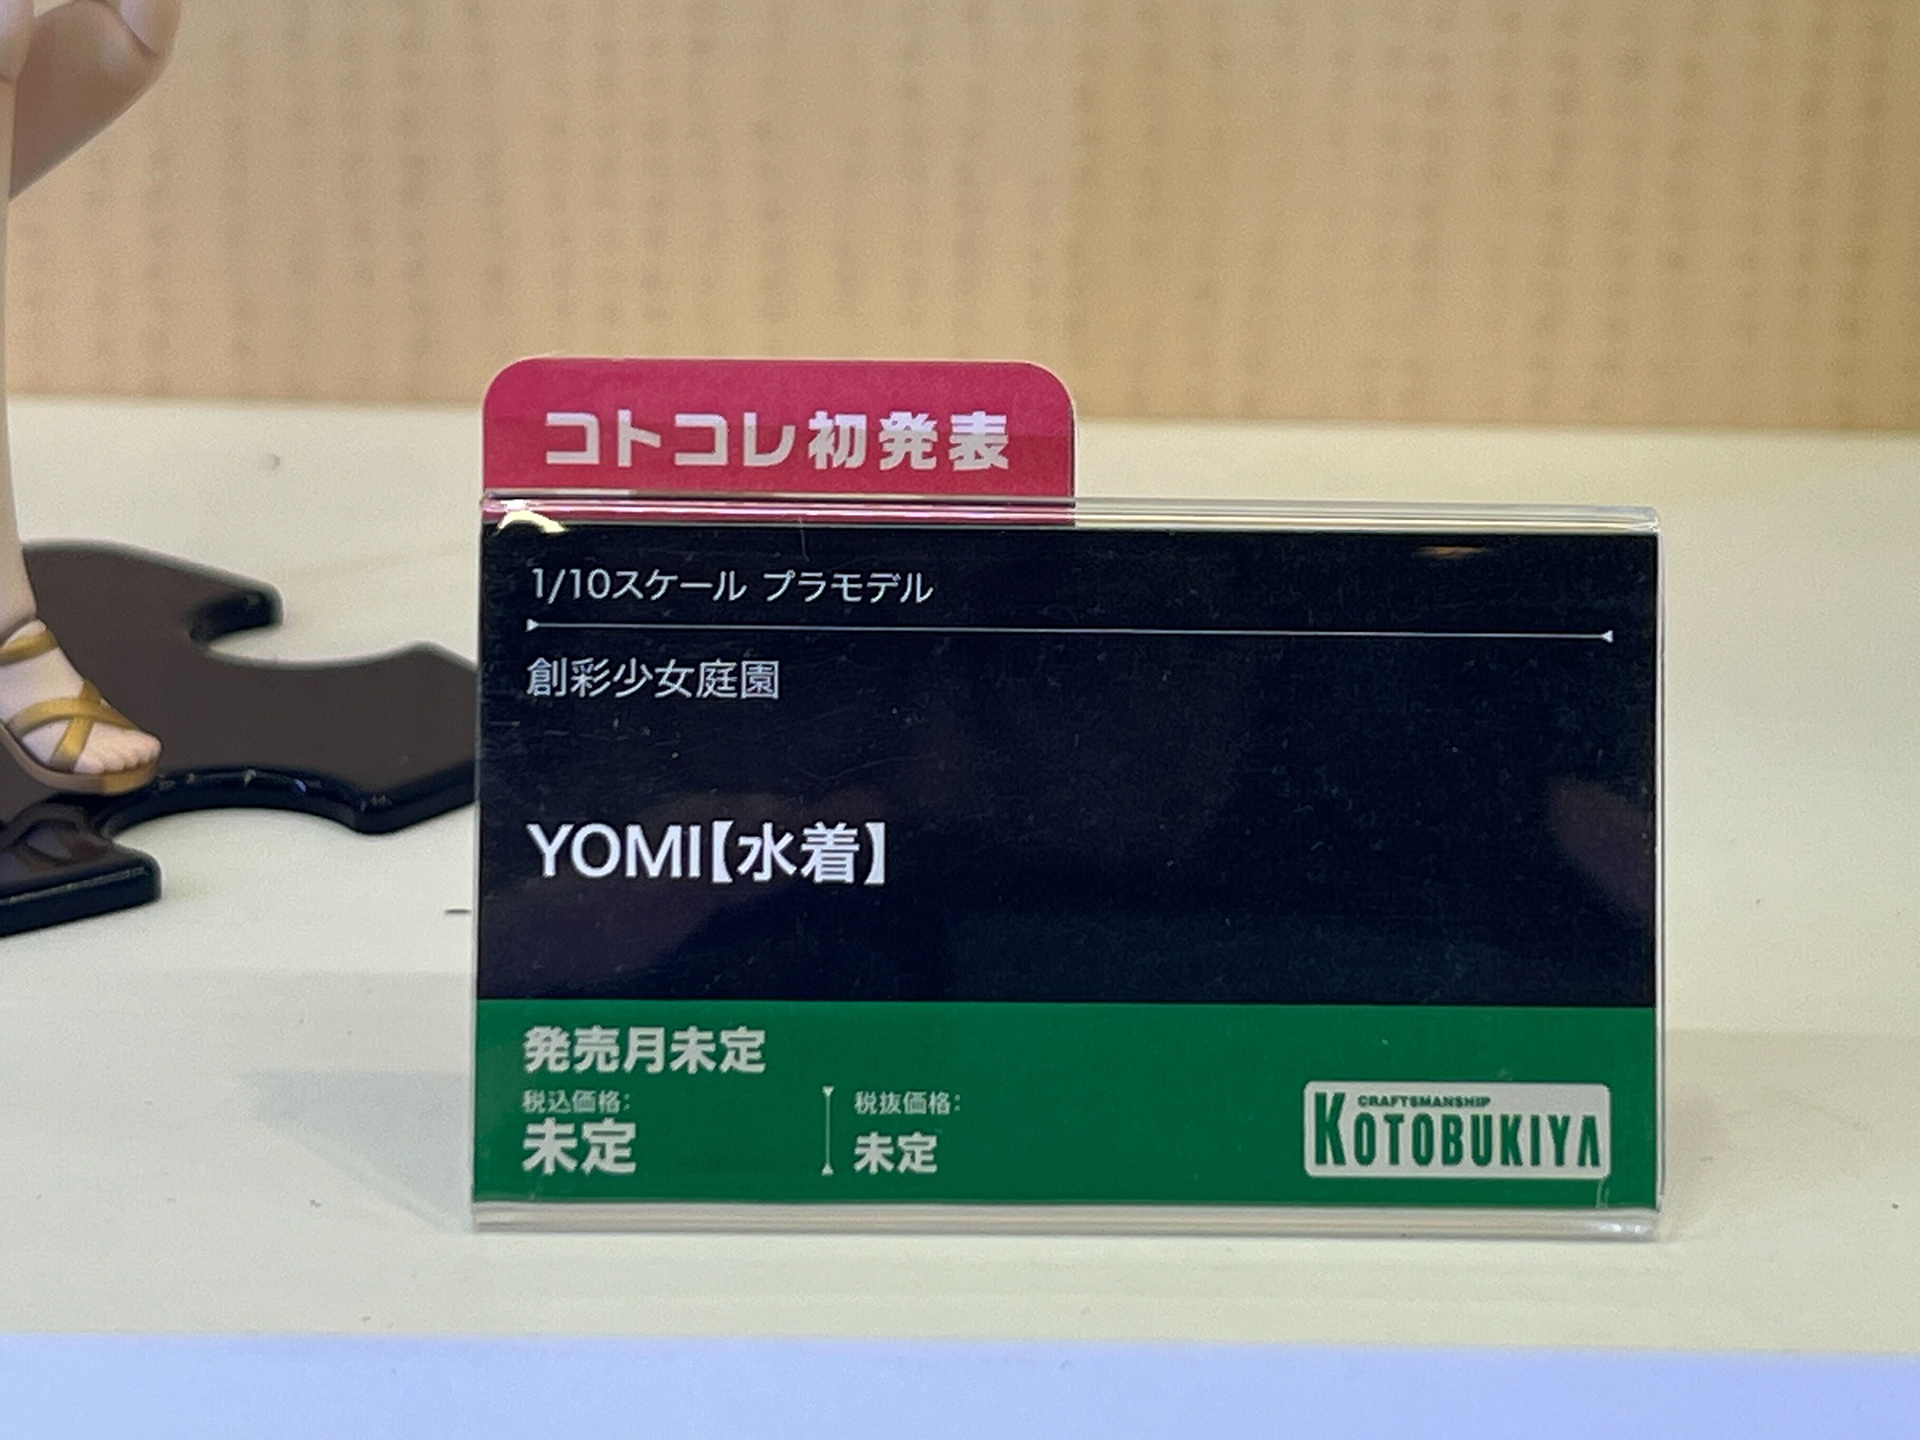 コトコレ初発表
1/10スケール プラモデル
創彩少女庭園
YOMI【水着】
発売月未定
税込価格:
未定
税抜価格:
未定
CRAFTSMANSHIP
KOTOBUKIYA